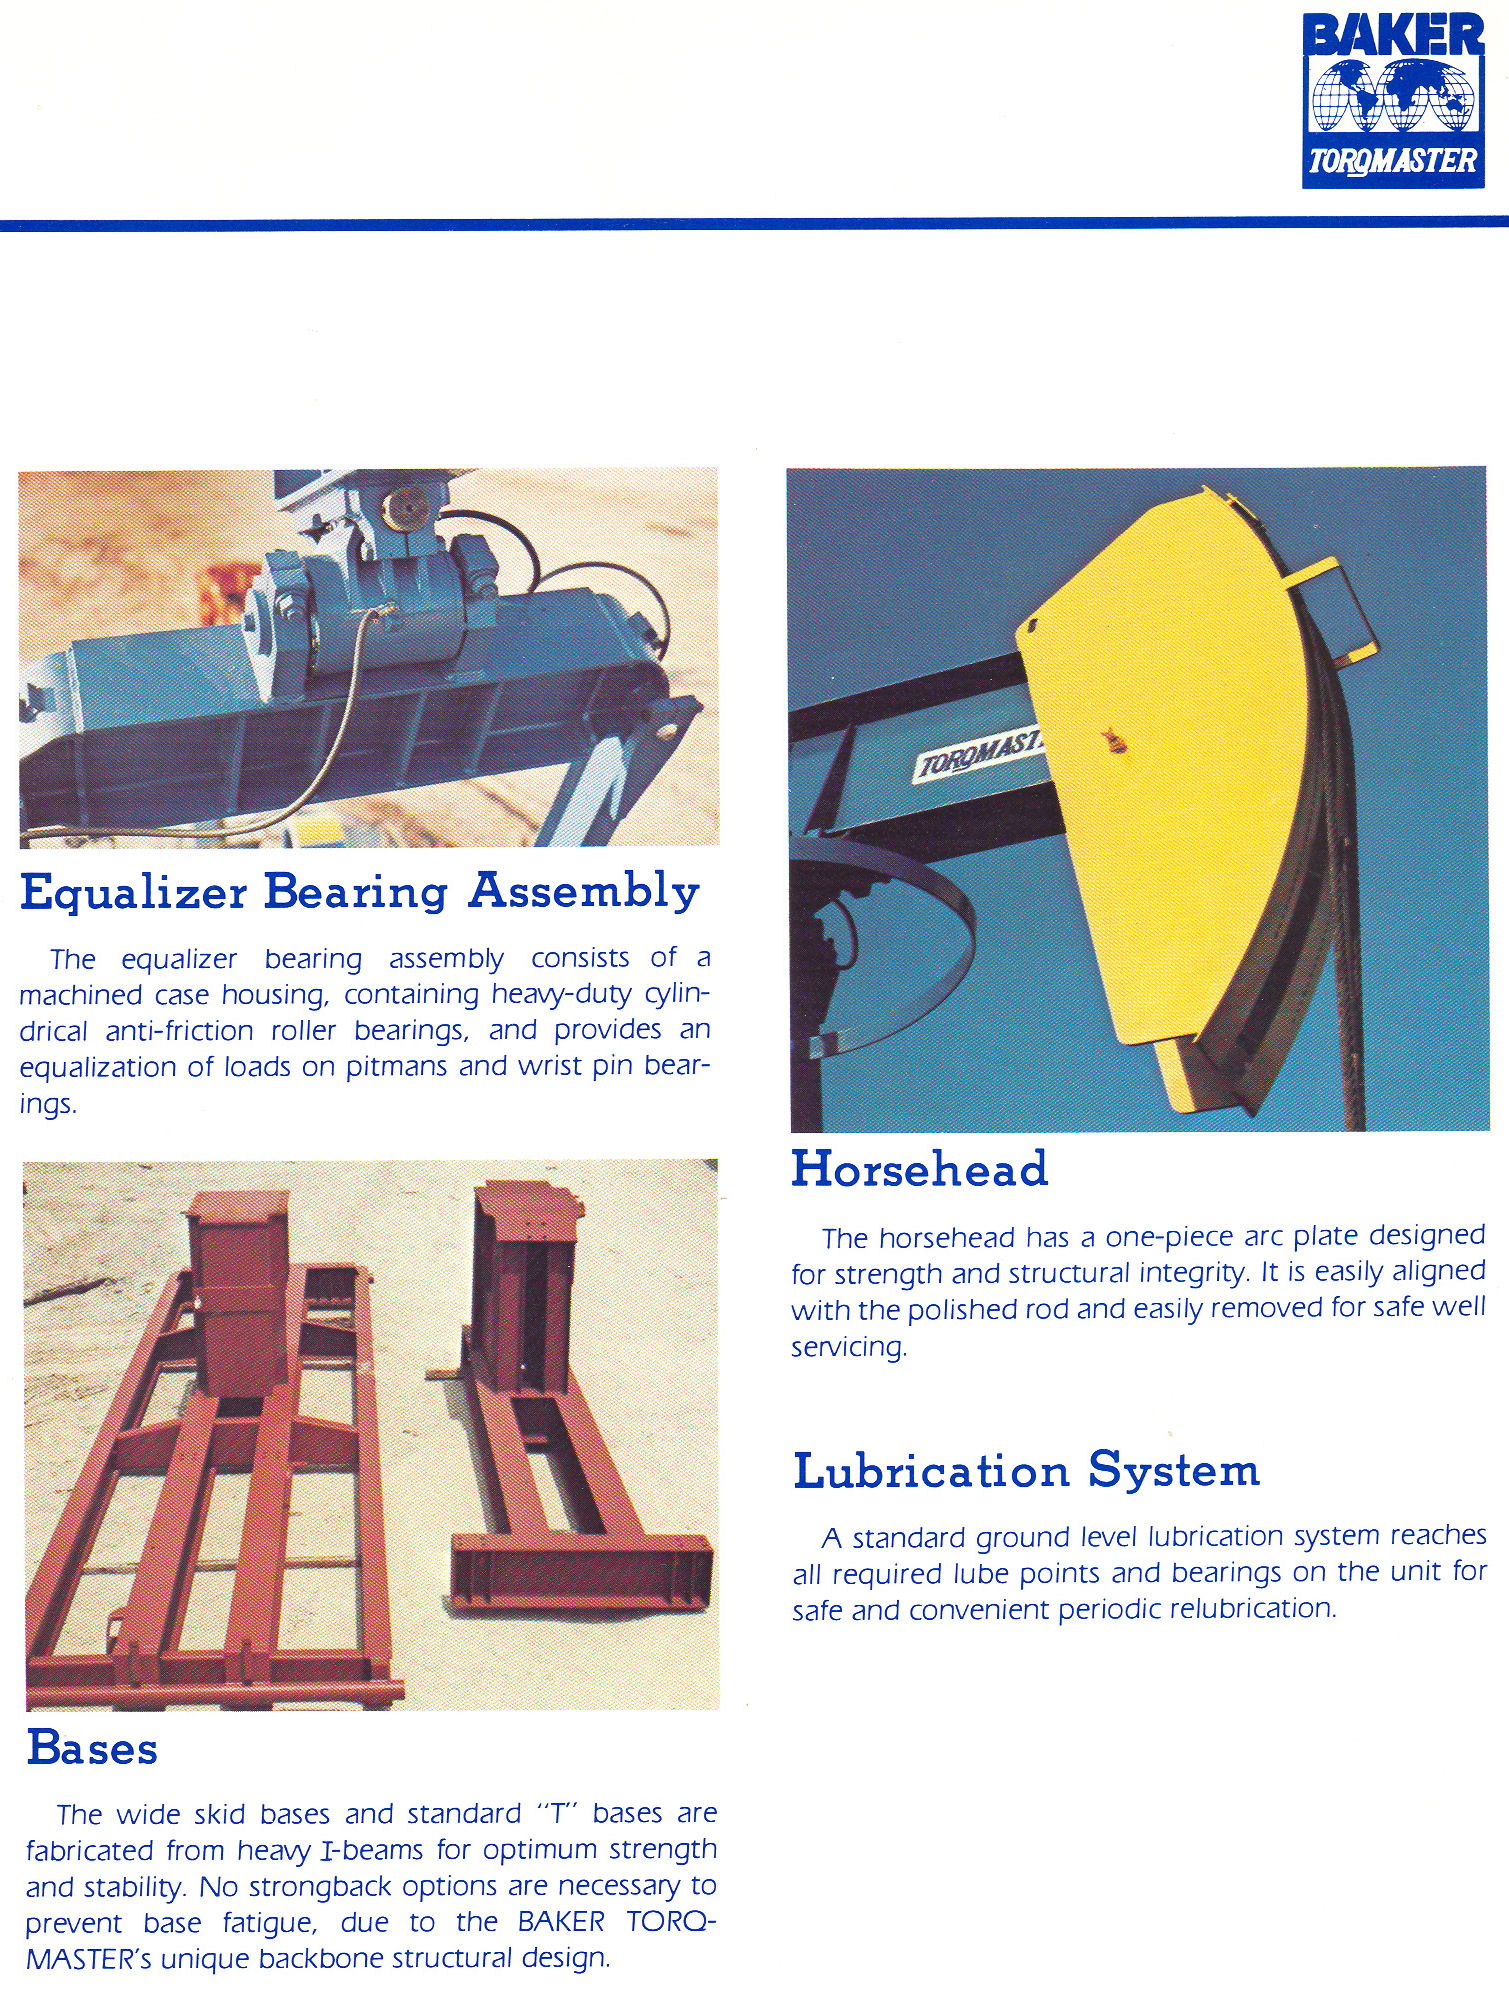 BAKER
TORQMASTER
TORQMAST
Equalizer Bearing Assembly
The equalizer bearing assembly consists of a
machined case housing, containing heavy-duty cylin-
drical anti-friction roller bearings, and provides an
equalization of loads on pitmans and wrist pin bear-
ings.
Bases
The wide skid bases and standard "T" bases are
fabricated from heavy I-beams for optimum strength
and stability. No strongback options are necessary to
prevent base fatigue, due to the BAKER TORQ-
MASTER's unique backbone structural design.
Horsehead
The horsehead has a one-piece arc plate designed
for strength and structural integrity. It is easily aligned
with the polished rod and easily removed for safe well
servicing.
Lubrication System
A standard ground level lubrication system reaches
all required lube points and bearings on the unit for
safe and convenient periodic relubrication.